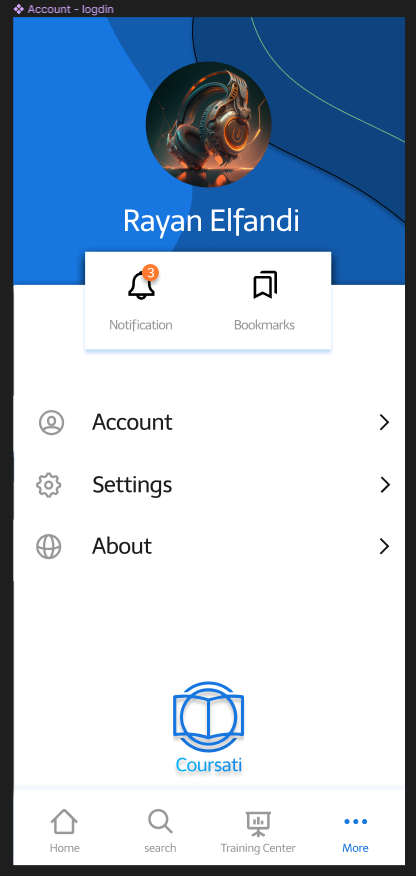 Account - logdin
Rayan Elfandi
3
Notification
Bookmarks
Account
Settings
About
Coursati
Home
search
Training Center
More